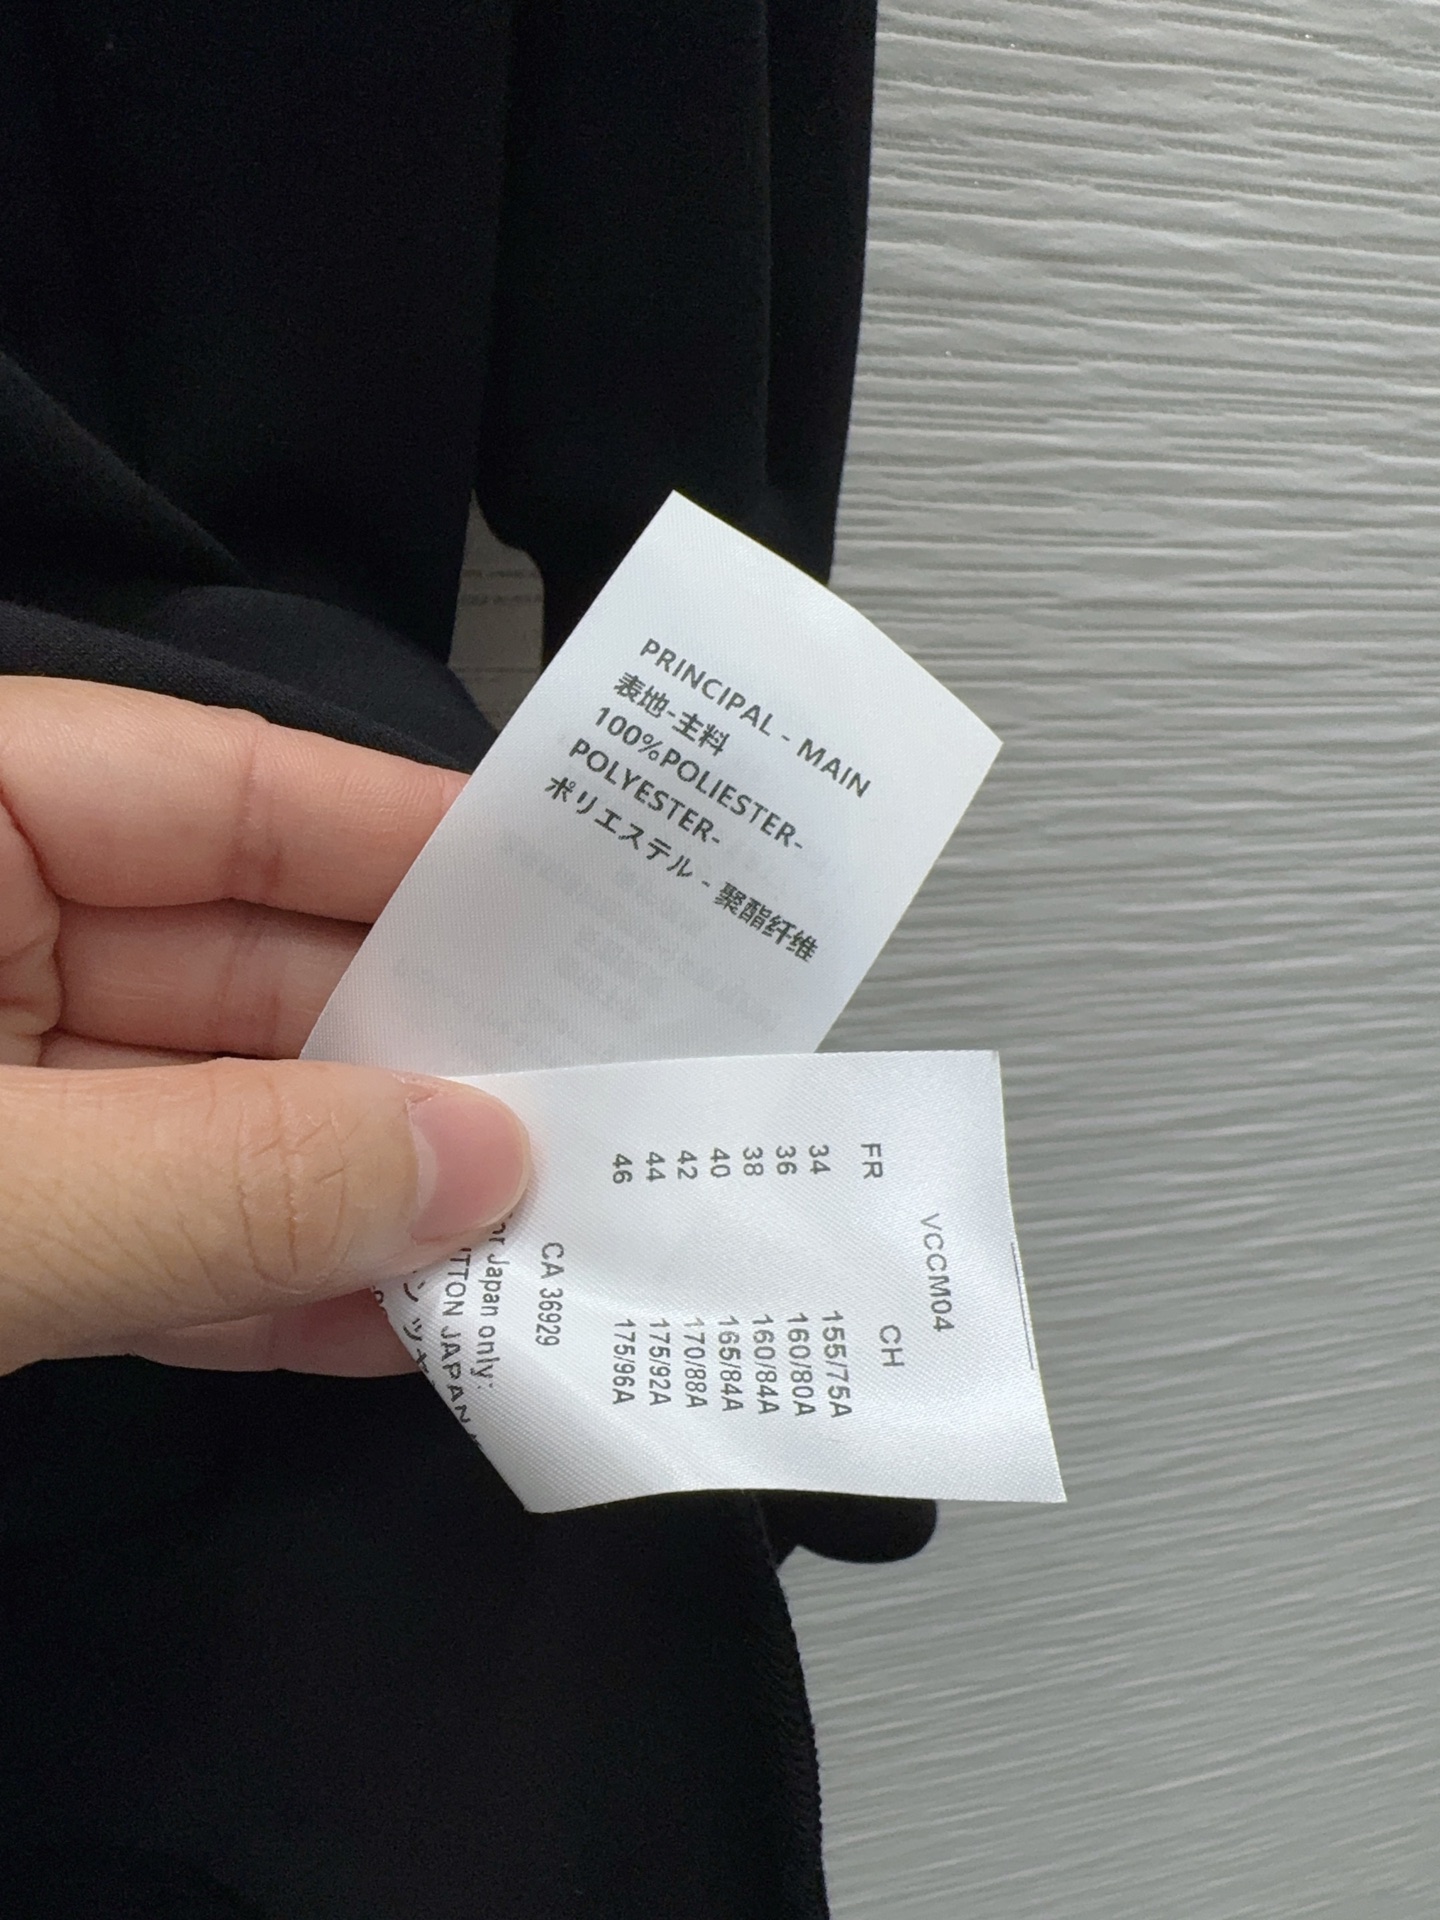 PRINCIPAL - MAIN
表地-主料
100%POLIESTER-
POLYESTER-
ポリエステル - 聚酯纤维
VCCM04
FR CH
34 155/75A
36 160/80A
38 160/84A
40 165/84A
42 170/88A
44 175/92A
46 175/96A
CA 36929
Japan only:
JAPAN